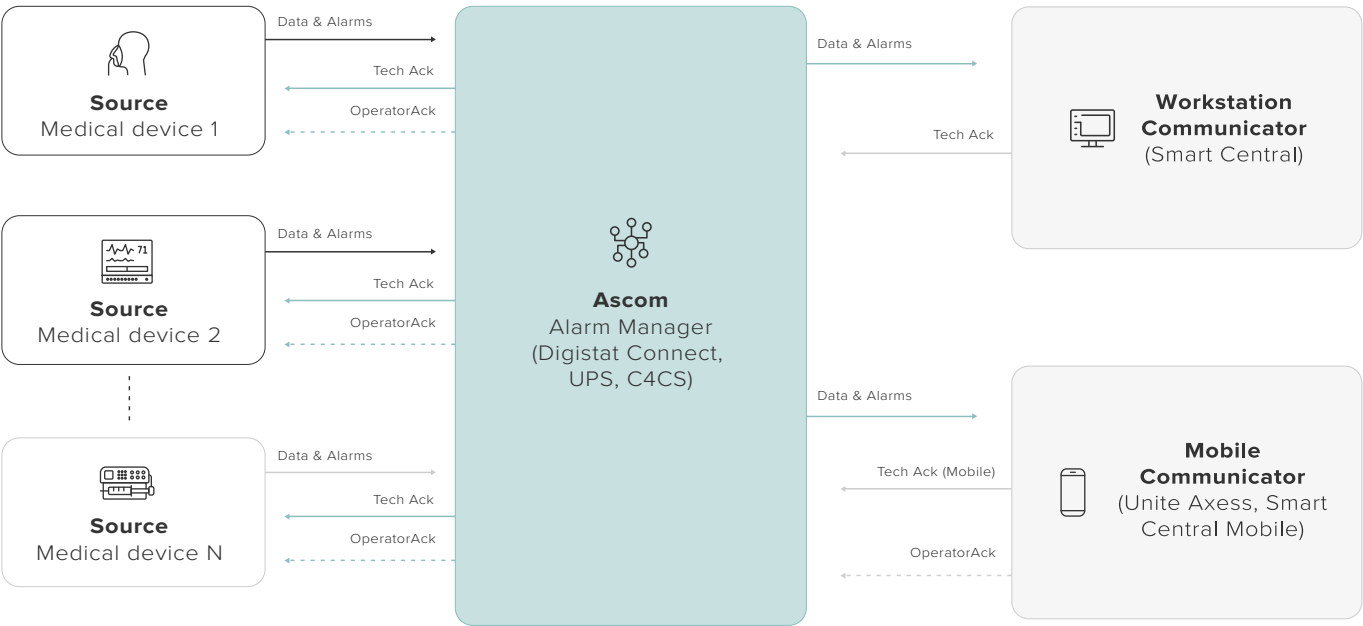 Data & Alarms
Tech Ack
OperatorAck
Source
Medical device 1
Data & Alarms
Tech Ack
OperatorAck
71
Source
Medical device 2
Data & Alarms
Tech Ack
OperatorAck
Source
Medical device N
Ascom
Alarm Manager
(Digistat Connect,
UPS, C4CS)
Data & Alarms
Tech Ack
Workstation
Communicator
(Smart Central)
Data & Alarms
Tech Ack (Mobile)
OperatorAck
Mobile
Communicator
(Unite Axess, Smart
Central Mobile)